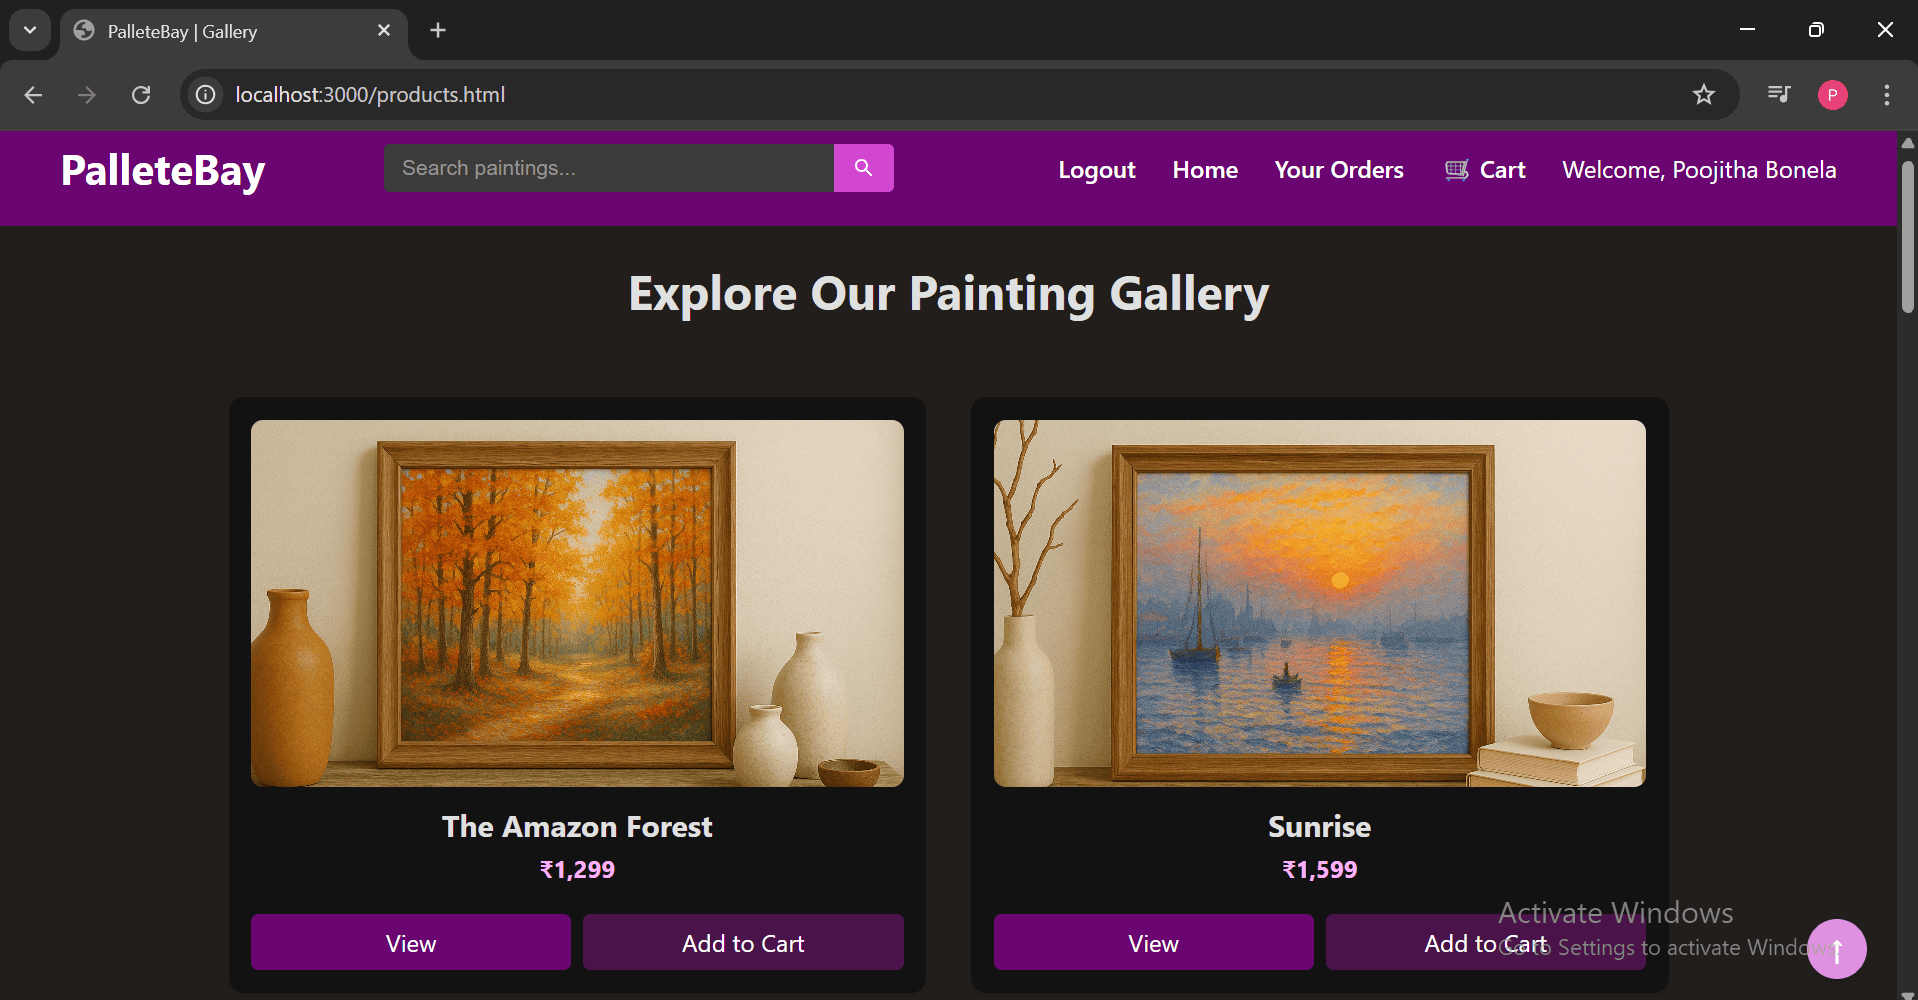 PalleteBay | Gallery
localhost:3000/products.html
P
PalleteBay
Search paintings...
Logout
Home
Your Orders
Cart
Welcome, Poojitha Bonela
Explore Our Painting Gallery
The Amazon Forest
₹1,299
View
Add to Cart
Sunrise
₹1,599
View
Add to Cart
Activate Windows
Go to Settings to activate Windows.